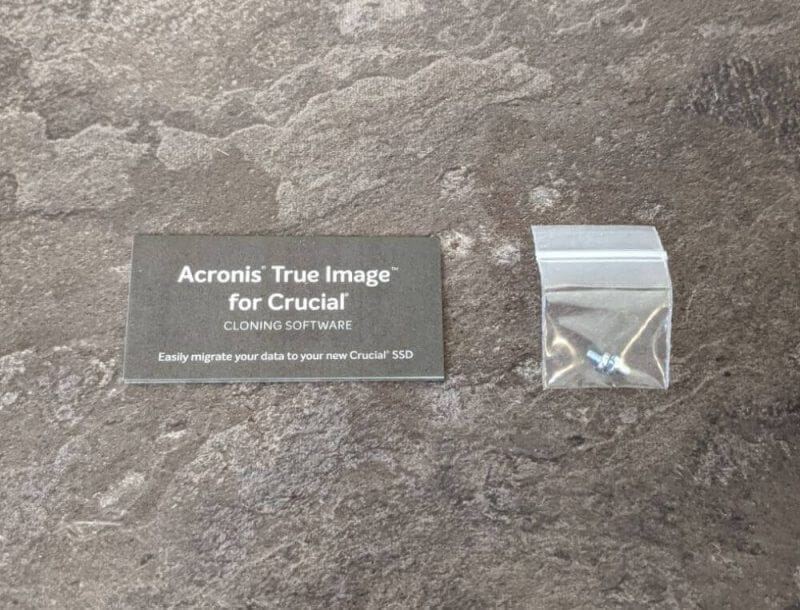 Acronis® True Image™
for Crucial®
CLONING SOFTWARE
Easily migrate your data to your new Crucial® SSD